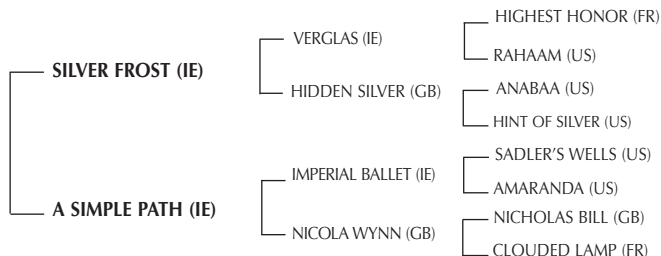 HIGHEST HONOR (FR)
VERGLAS (IE)
RAHAAM (US)
SILVER FROST (IE)
HIDDEN SILVER (GB)
ANABAA (US)
HINT OF SILVER (US)
SADLER'S WELLS (US)
IMPERIAL BALLET (IE)
AMARANDA (US)
A SIMPLE PATH (IE)
NICHOLAS BILL (GB)
NICOLA WYNN (GB)
CLOUDED LAMP (FR)